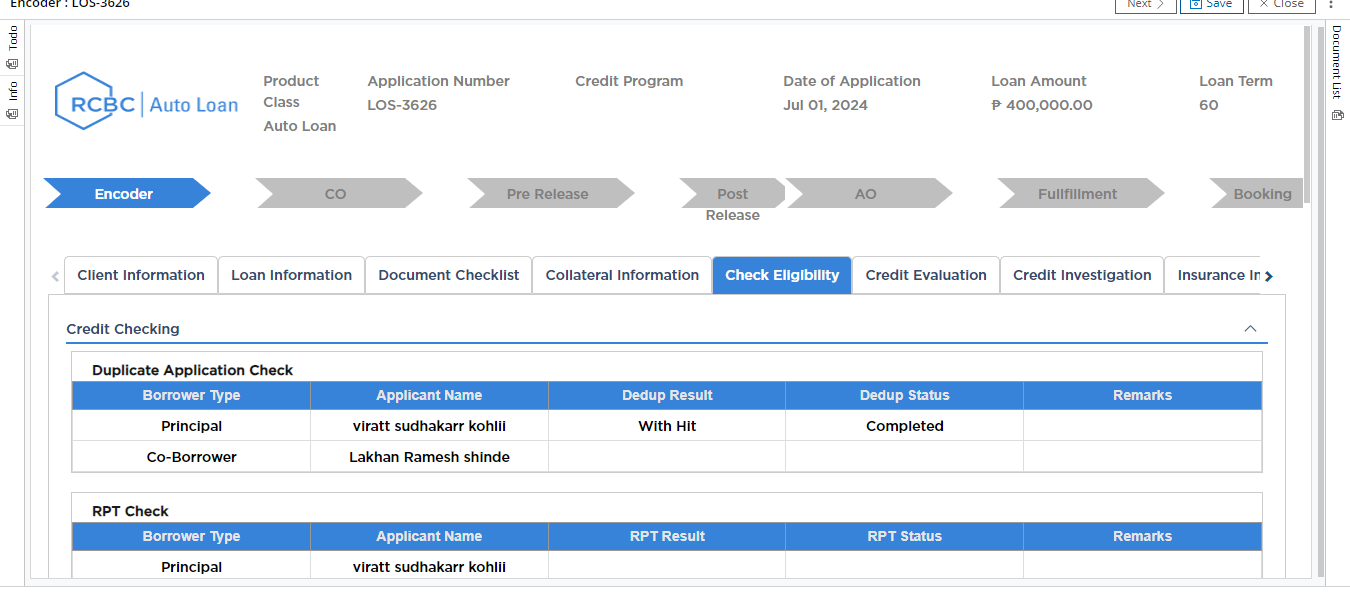 Encoder : LOS-3626
Next
Save
Close
Todo
Info
Document List
RCBC Auto Loan
Product Class
Auto Loan
Application Number
LOS-3626
Credit Program
Date of Application
Jul 01, 2024
Loan Amount
₱ 400,000.00
Loan Term
60
Encoder
CO
Pre Release
Post Release
AO
Fullfillment
Booking
Client Information
Loan Information
Document Checklist
Collateral Information
Check Eligibility
Credit Evaluation
Credit Investigation
Insurance In
Credit Checking
Duplicate Application Check
Borrower Type Applicant Name Dedup Result Dedup Status Remarks
Principal viratt sudhakarr kohlii With Hit Completed
Co-Borrower Lakhan Ramesh shinde
RPT Check
Borrower Type Applicant Name RPT Result RPT Status Remarks
Principal viratt sudhakarr kohlii